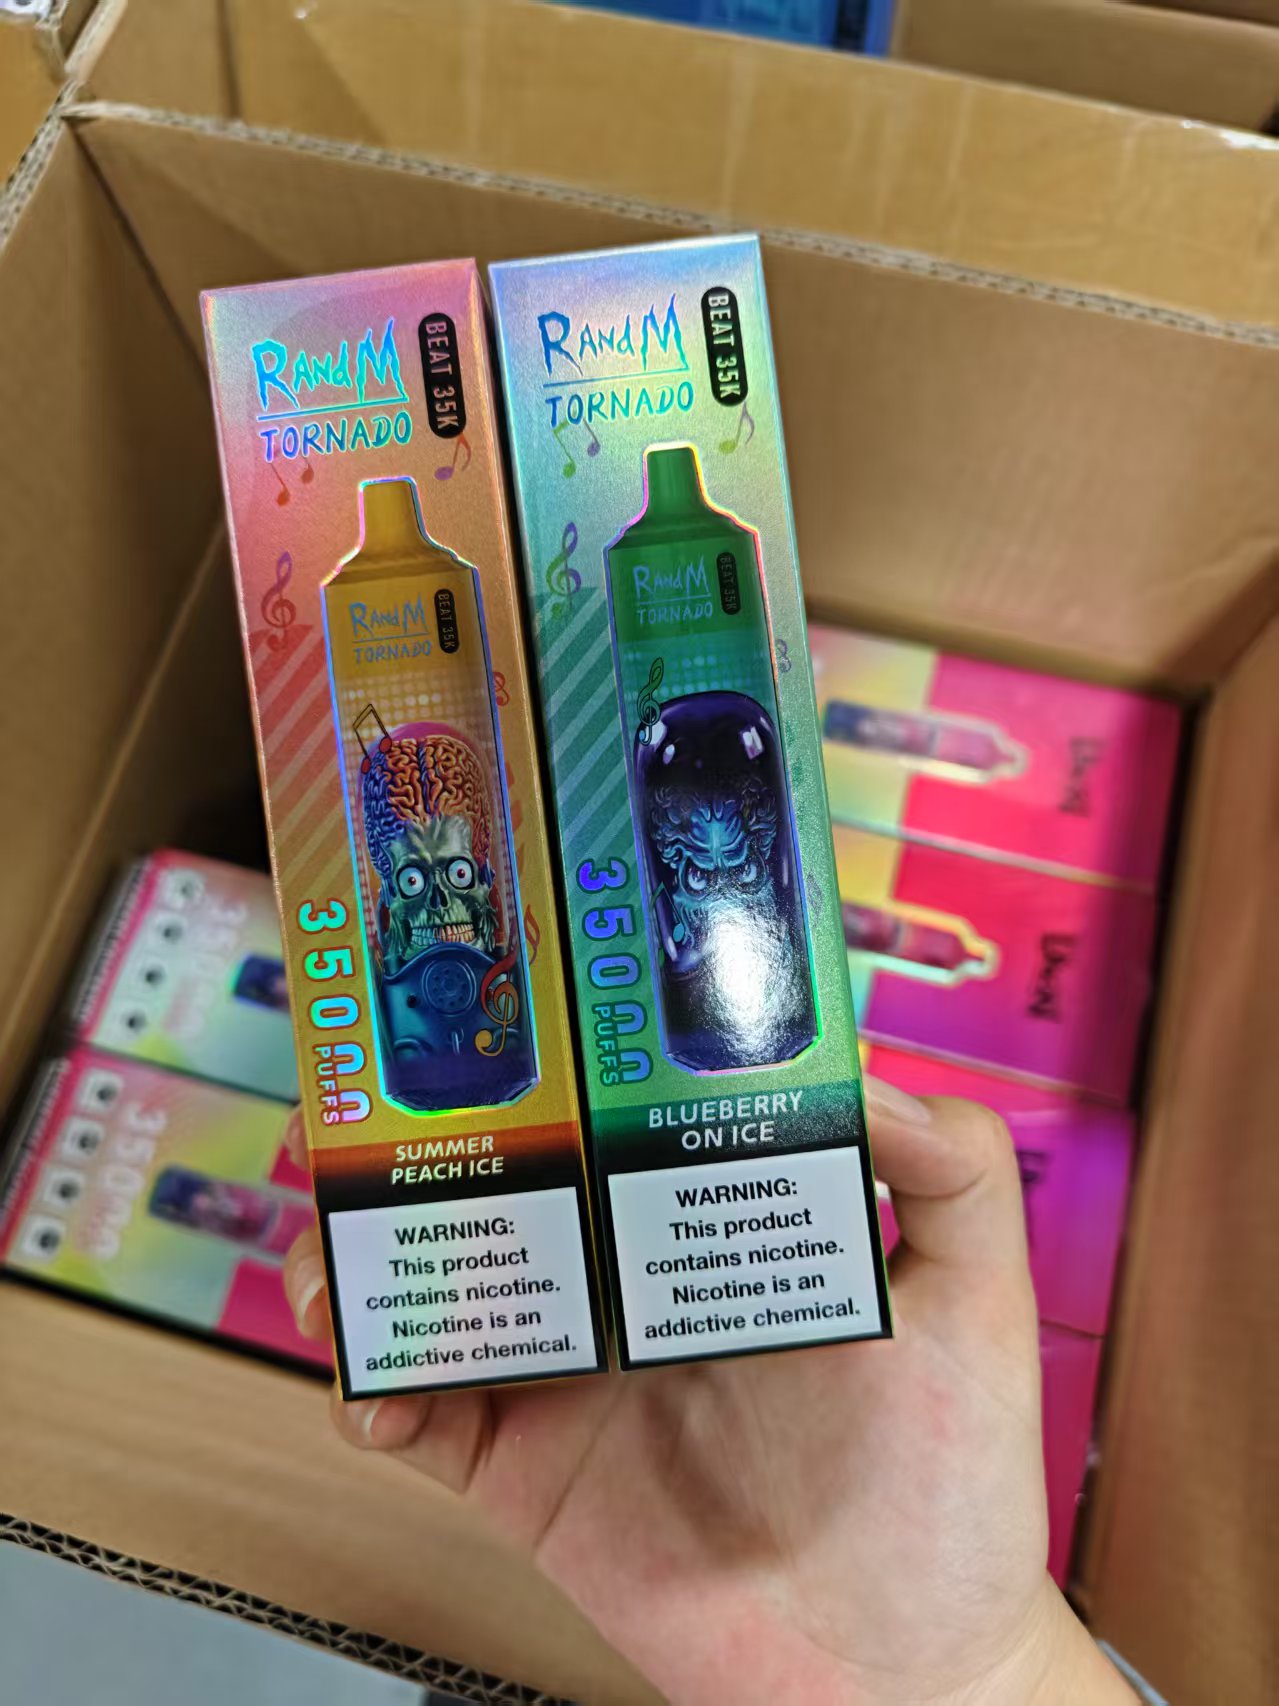 RANDM
TORNADO
BEAT 35K
RANDM
TORNADO
BEAT 35K
35000
PUFFS
SUMMER
PEACH ICE
WARNING:
This product
contains nicotine.
Nicotine is an
addictive chemical.
RANDM
TORNADO
BEAT 35K
RANDM
TORNADO
BEAT 35K
35000
PUFFS
BLUEBERRY
ON ICE
WARNING:
This product
contains nicotine.
Nicotine is an
addictive chemical.